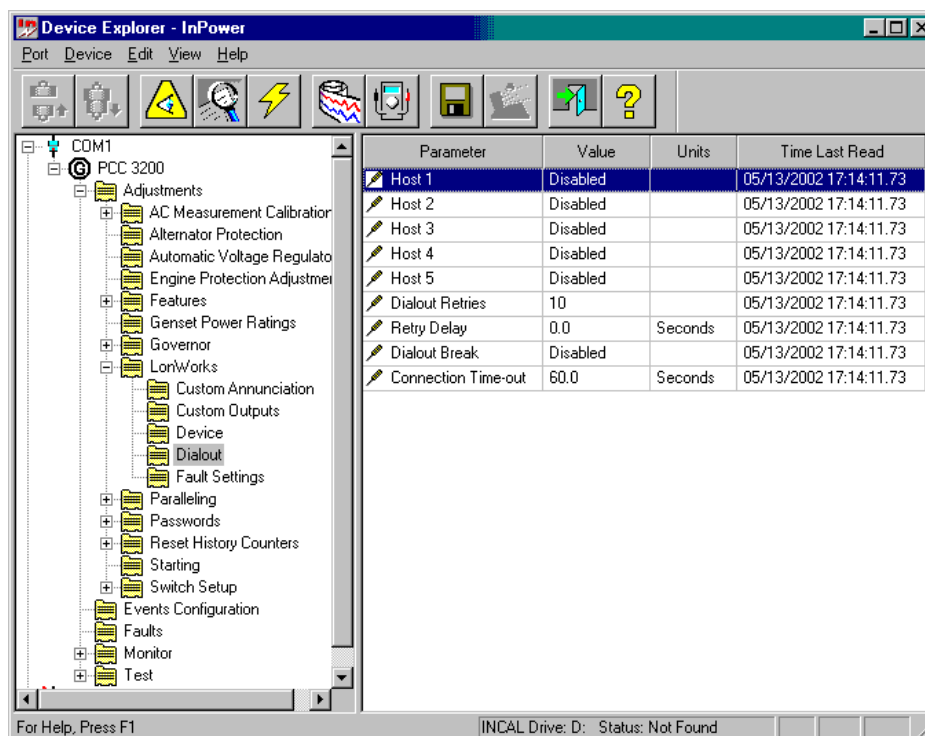 Device Explorer - InPower
Port Device Edit View Help
COM1
PCC 3200
Adjustments
AC Measurement Calibration
Alternator Protection
Automatic Voltage Regulato
Engine Protection Adjustmer
Features
Genset Power Ratings
Governor
LonWorks
Custom Annunciation
Custom Outputs
Device
Dialout
Fault Settings
Paralleling
Passwords
Reset History Counters
Starting
Switch Setup
Events Configuration
Faults
Monitor
Test
Parameter Value Units Time Last Read
Host 1 Disabled 05/13/2002 17:14:11.73
Host 2 Disabled 05/13/2002 17:14:11.73
Host 3 Disabled 05/13/2002 17:14:11.73
Host 4 Disabled 05/13/2002 17:14:11.73
Host 5 Disabled 05/13/2002 17:14:11.73
Dialout Retries 10 05/13/2002 17:14:11.73
Retry Delay 0.0 Seconds 05/13/2002 17:14:11.73
Dialout Break Disabled 05/13/2002 17:14:11.73
Connection Time-out 60.0 Seconds 05/13/2002 17:14:11.73
For Help, Press F1 INCAL Drive: D: Status: Not Found